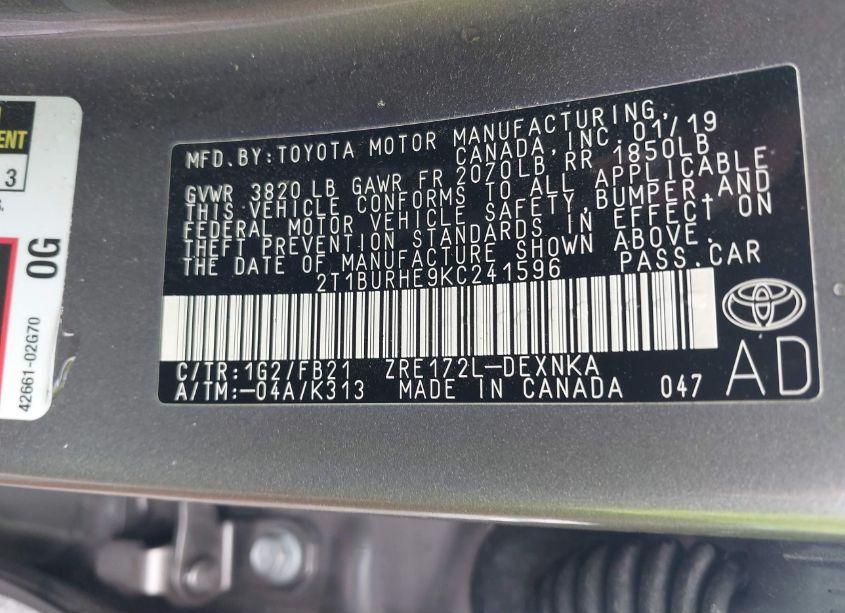 ENT
3
0G
42661-02G70
MFD.BY:TOYOTA MOTOR MANUFACTURING,
CANADA,INC.01/19
GVWR 3820 LB GAWR FR 2070LB,RR 1850LB
THIS VEHICLE CONFORMS TO ALL APPLICABLE
FEDERAL MOTOR VEHICLE SAFETY,BUMPER,AND
THEFT PREVENTION STANDARDS IN EFFECT ON
THE DATE OF MANUFACTURE SHOWN ABOVE.
2T1BURHE9KC241596 PASS.CAR
C/TR:1G2/FB21 ZRE172L-DEXNKA
A/TM:-04A/K313 MADE IN CANADA 047
AD